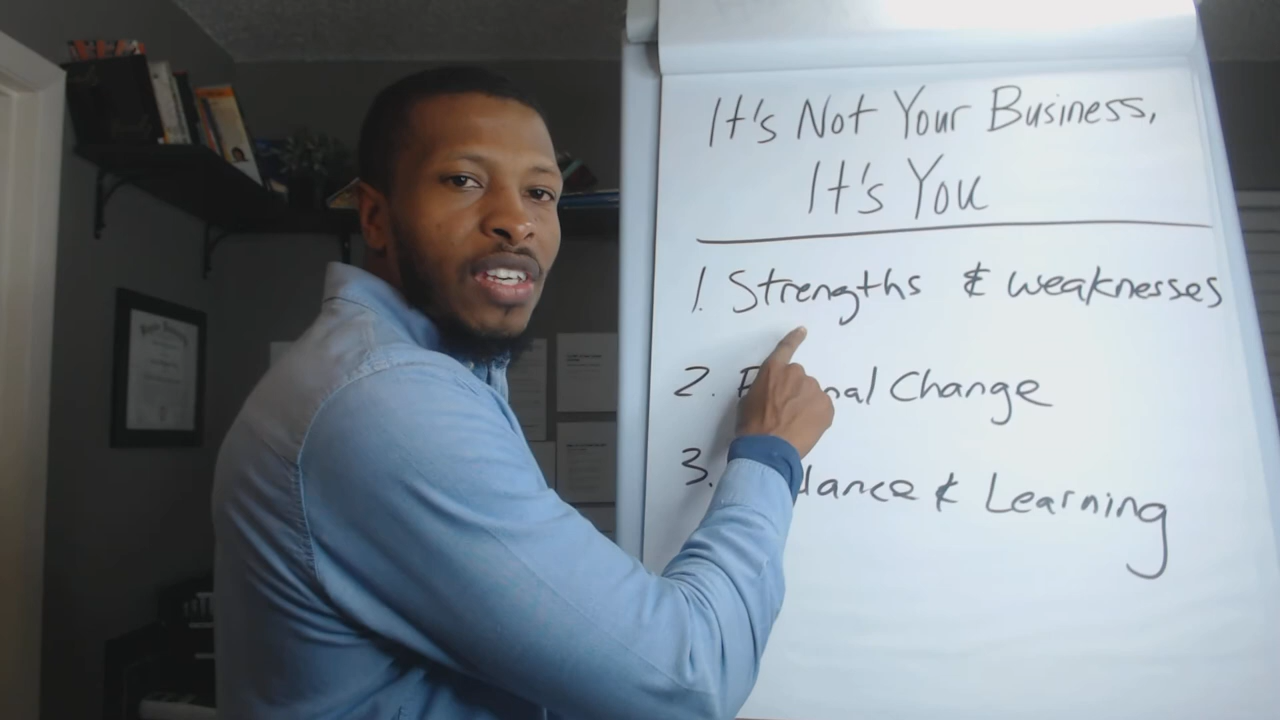 It's Not Your Business,
It's You
1. Strengths & weaknesses
2. Change
3. & Learning